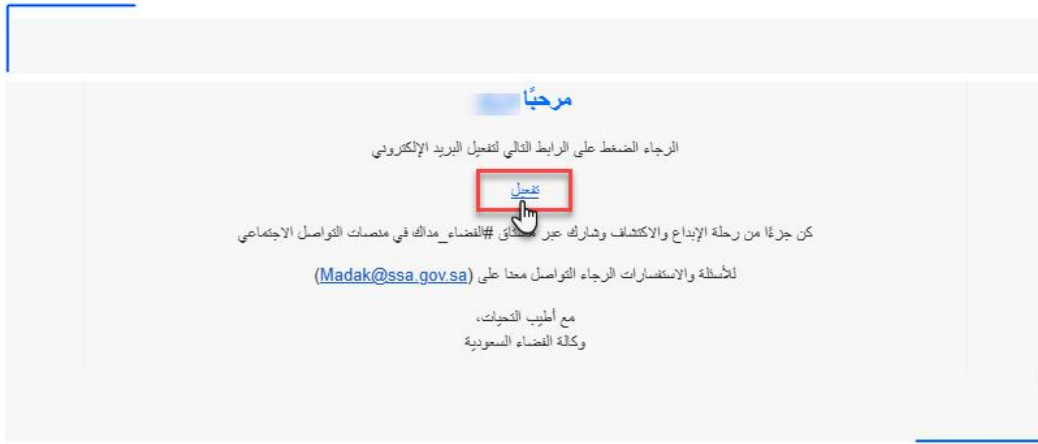 مرحبًا
الرجاء الضغط على الرابط التالي لتفعيل البريد الإلكتروني
تفعيل
كن جزءًا من رحلة الإبداع والاكتشاف وشارك عبر #الفضاء_مداك في منصات التواصل الاجتماعي
للأسئلة والاستفسارات الرجاء التواصل معنا على (Madak@ssa.gov.sa)
مع أطيب التحيات،
وكالة الفضاء السعودية